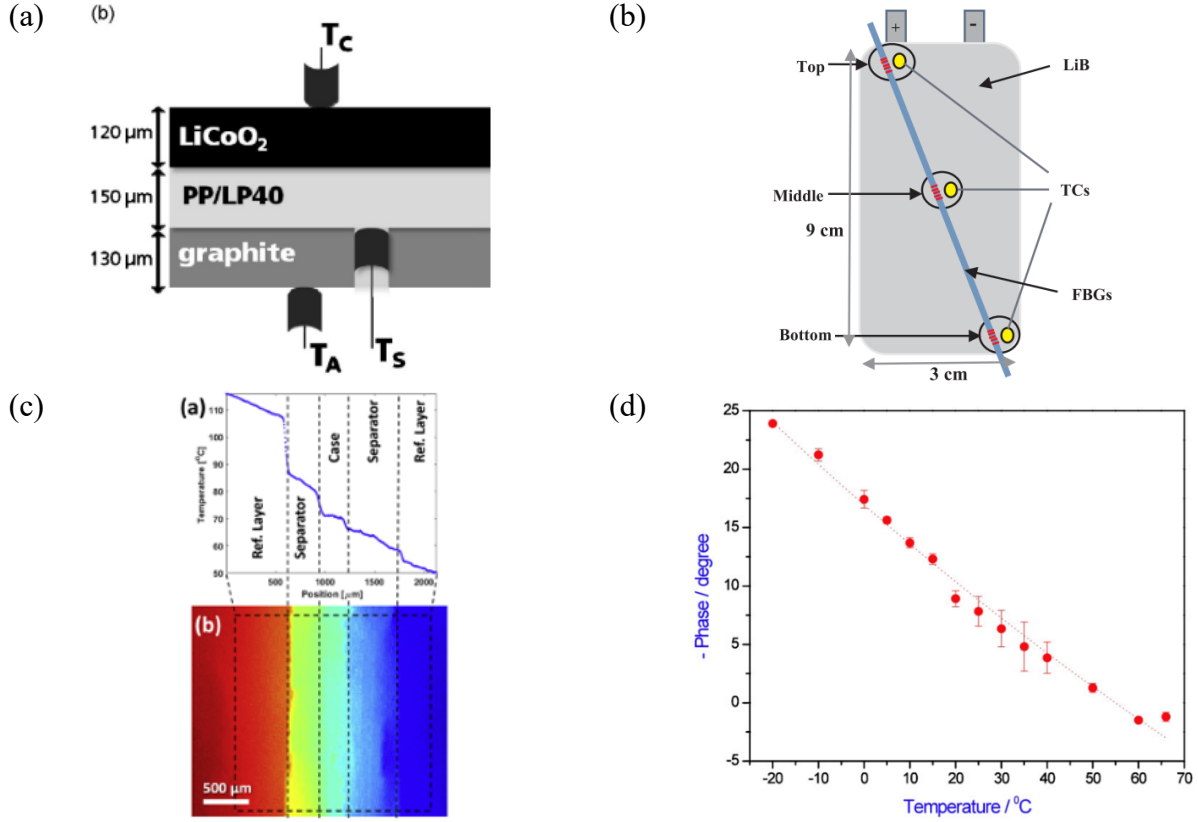 (a)
(b)
T_C
120 μm
LiCoO₂
150 μm
PP/LP40
130 μm
graphite
T_A
T_S
(b)
+
-
Top
LiB
Middle
TCs
9 cm
FBGs
Bottom
3 cm
(c)
(a)
Temperature [°C]
110
100
90
80
70
60
50
Ref. Layer
Separator
Case
Separator
Ref. Layer
500
1000
1500
2000
Position [μm]
(b)
500 μm
(d)
- Phase / degree
25
20
15
10
5
0
-5
-20
-10
0
10
20
30
40
50
60
70
Temperature / ⁰C